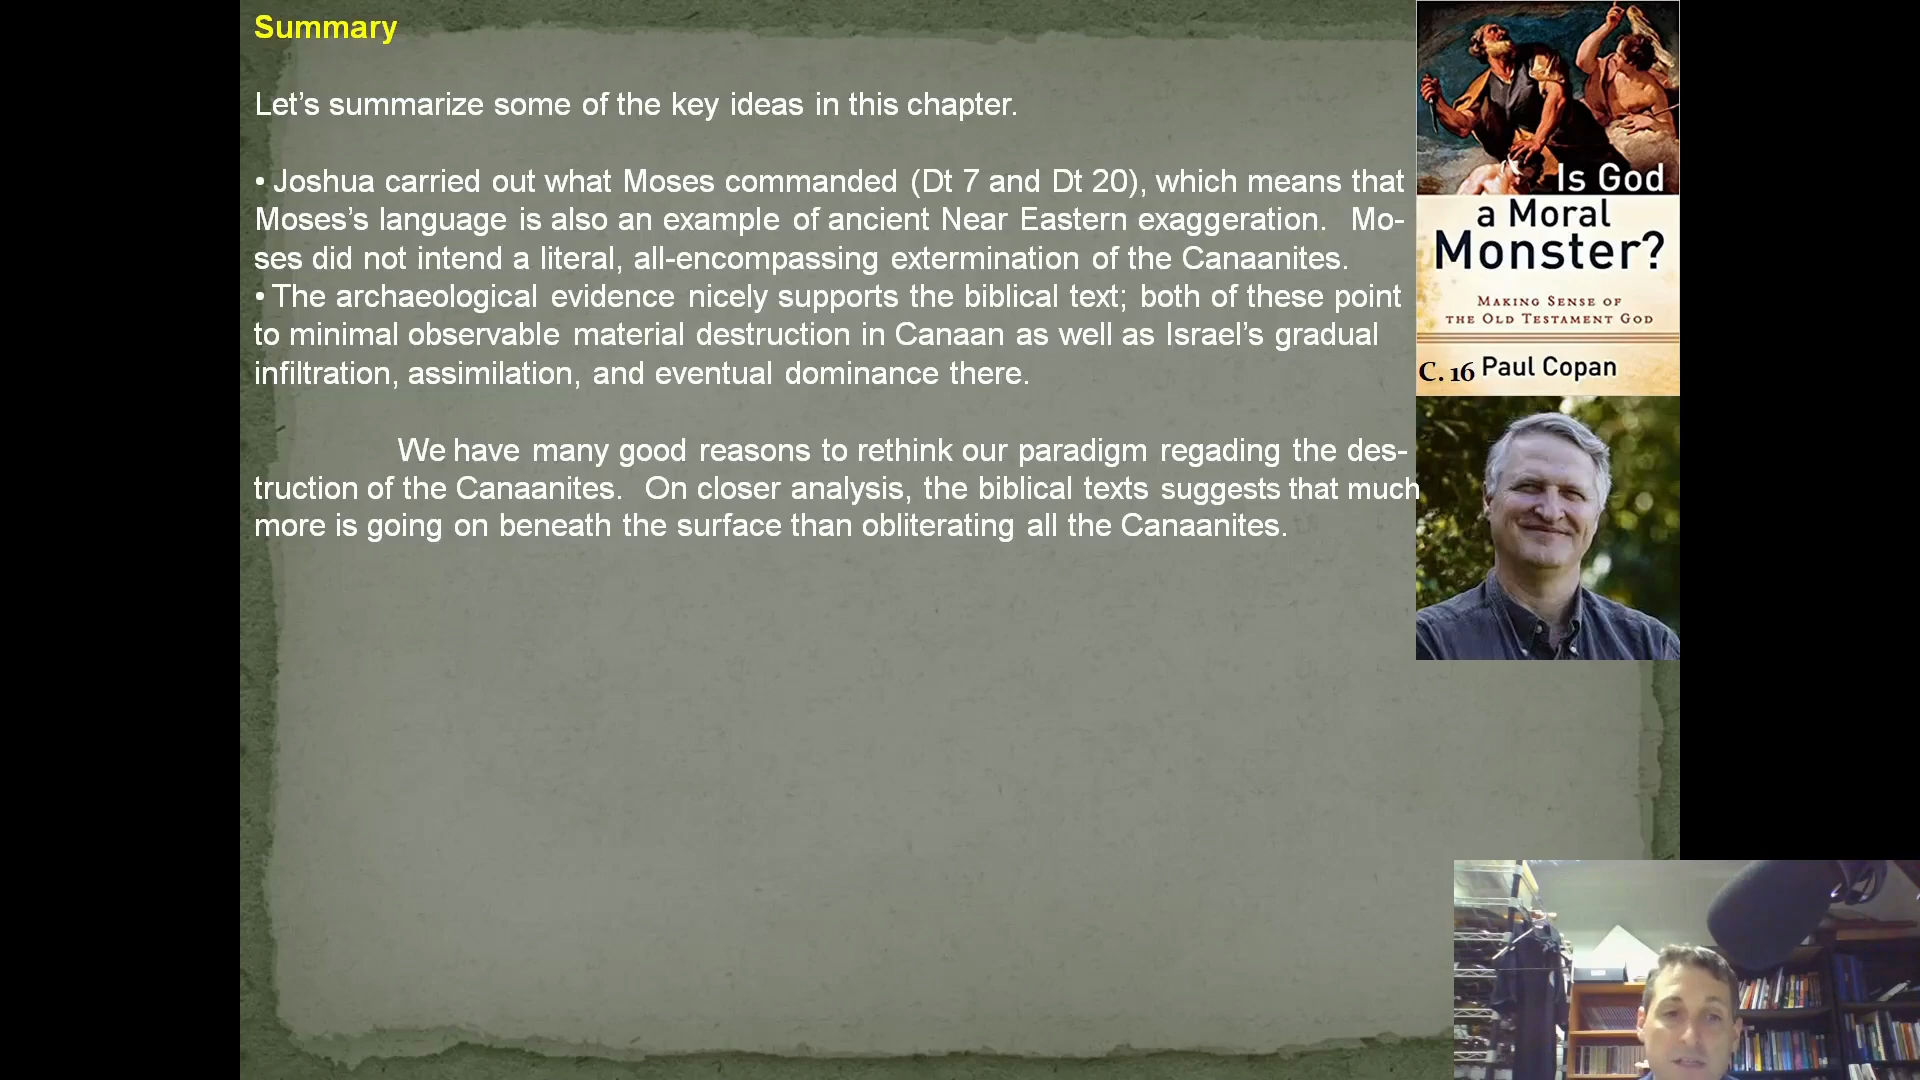 Summary
Let’s summarize some of the key ideas in this chapter.
• Joshua carried out what Moses commanded (Dt 7 and Dt 20), which means that
Moses’s language is also an example of ancient Near Eastern exaggeration.  Mo-
ses did not intend a literal, all-encompassing extermination of the Canaanites.
• The archaeological evidence nicely supports the biblical text; both of these point
to minimal observable material destruction in Canaan as well as Israel’s gradual
infiltration, assimilation, and eventual dominance there.
We have many good reasons to rethink our paradigm regading the des-
truction of the Canaanites.  On closer analysis, the biblical texts suggests that much
more is going on beneath the surface than obliterating all the Canaanites.
Is God
a Moral
Monster?
MAKING SENSE OF
THE OLD TESTAMENT GOD
C. 16 Paul Copan